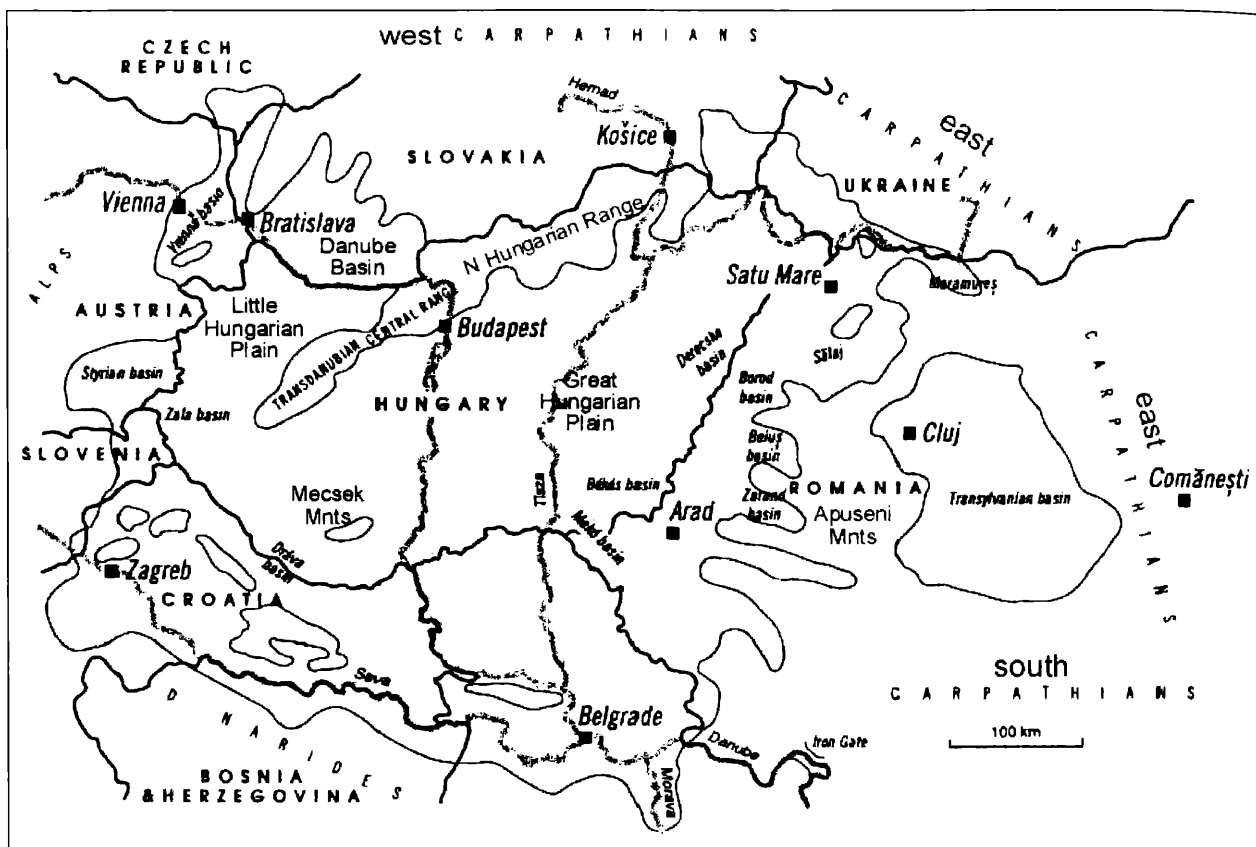 west CARPATHIANS
CZECH
REPUBLIC
Hernad
CARPATHIANS
east
Košice
SLOVAKIA
UKRAINE
Vienna
Vienna basin
Bratislava
Danube
Basin
N Hungarian Range
ALPS
Satu Mare
Maramureş
AUSTRIA
Little
Hungarian
Plain
TRANSDANUBIAN CENTRAL RANGE
Budapest
Derecske
basin
Sălaj
Styrian basin
Great
Hungarian
Plain
Borod
basin
CARPATHIANS
east
Zala basin
HUNGARY
Cluj
SLOVENIA
Beiuş
basin
Comăneşti
Mecsek
Mnts
Tisza
Békés basin
Zarand
basin
ROMANIA
Apuseni
Mnts
Transylvanian basin
Arad
Makó basin
Dráva
basin
Zagreb
CROATIA
south
CARPATHIANS
Sava
Belgrade
100 km
DINARIDES
Danube
Iron Gate
BOSNIA
& HERZEGOVINA
Morava